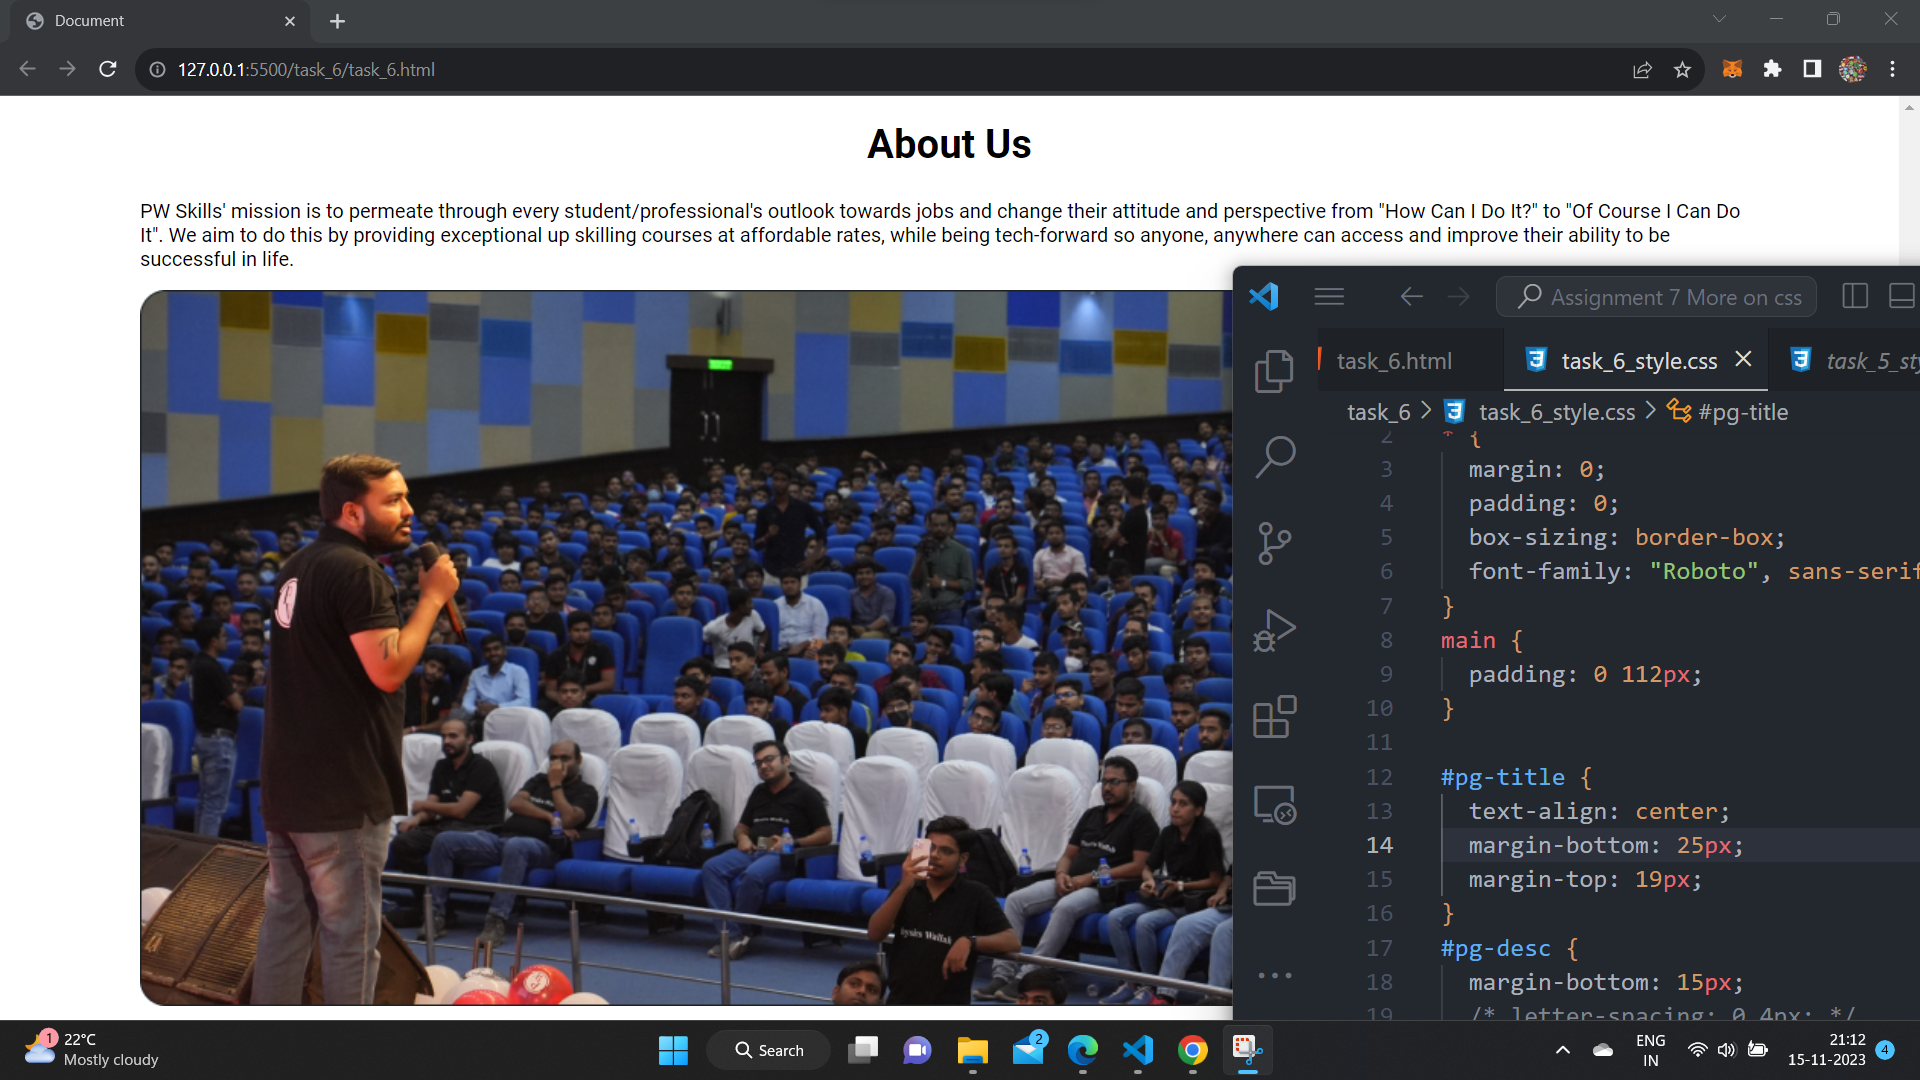 Document
127.0.0.1:5500/task_6/task_6.html
About Us
PW Skills' mission is to permeate through every student/professional's outlook towards jobs and change their attitude and perspective from "How Can I Do It?" to "Of Course I Can Do
It". We aim to do this by providing exceptional up skilling courses at affordable rates, while being tech-forward so anyone, anywhere can access and improve their ability to be
successful in life.
Assignment 7 More on css
task_6.html
task_6_style.css
task_5_sty
task_6 > task_6_style.css > #pg-title
2 * {
3 margin: 0;
4 padding: 0;
5 box-sizing: border-box;
6 font-family: "Roboto", sans-serif
7 }
8 main {
9 padding: 0 112px;
10 }
11
12 #pg-title {
13 text-align: center;
14 margin-bottom: 25px;
15 margin-top: 19px;
16 }
17 #pg-desc {
18 margin-bottom: 15px;
19 /* letter-spacing: 0.4px; */
Physics Wallah
1
22°C
Mostly cloudy
Search
2
ENG
IN
21:12
15-11-2023
4